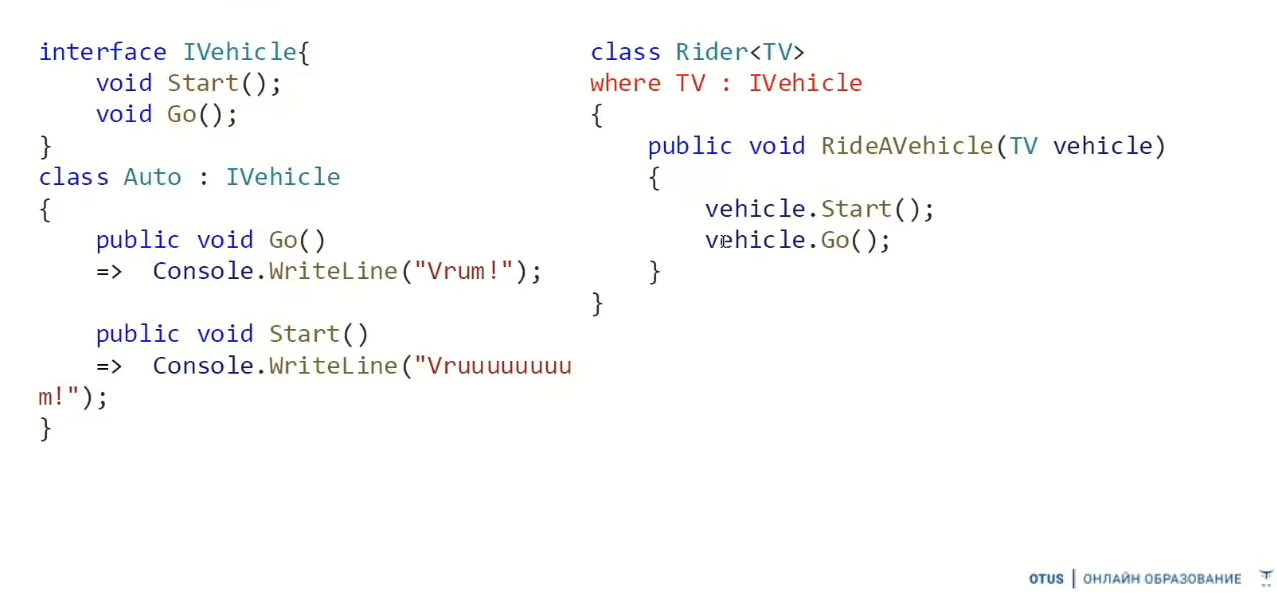 interface IVehicle{
    void Start();
    void Go();
}
class Auto : IVehicle
{
    public void Go()
    =>  Console.WriteLine("Vrum!");

    public void Start()
    =>  Console.WriteLine("Vruuuuuuuu
m!");
}
class Rider<TV>
where TV : IVehicle
{
    public void RideAVehicle(TV vehicle)
    {
        vehicle.Start();
        vehicle.Go();
    }
}
OTUS | ОНЛАЙН ОБРАЗОВАНИЕ